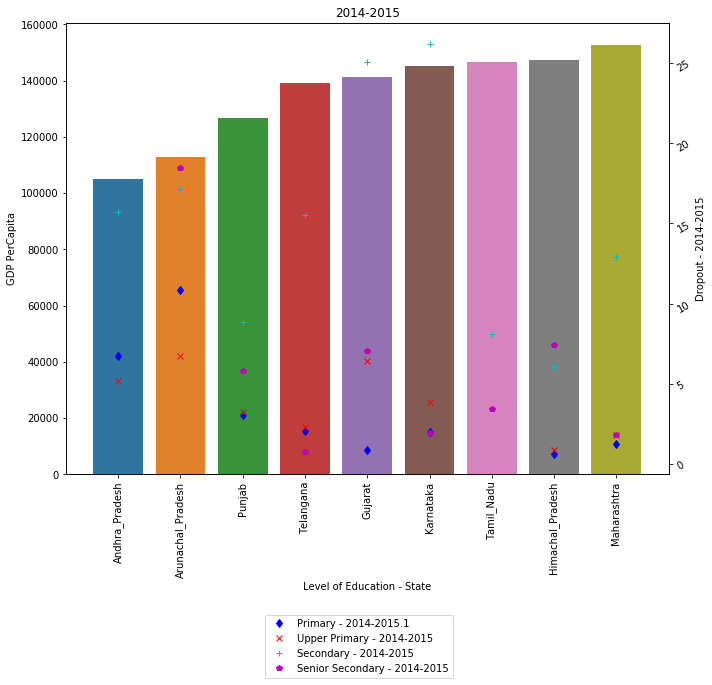 2014-2015
160000
140000
120000
100000
80000
60000
40000
20000
0
GDP PerCapita
25
20
15
10
5
0
Dropout - 2014-2015
Andhra_Pradesh
Arunachal_Pradesh
Punjab
Telangana
Gujarat
Karnataka
Tamil_Nadu
Himachal_Pradesh
Maharashtra
Level of Education - State
Primary - 2014-2015.1
Upper Primary - 2014-2015
Secondary - 2014-2015
Senior Secondary - 2014-2015